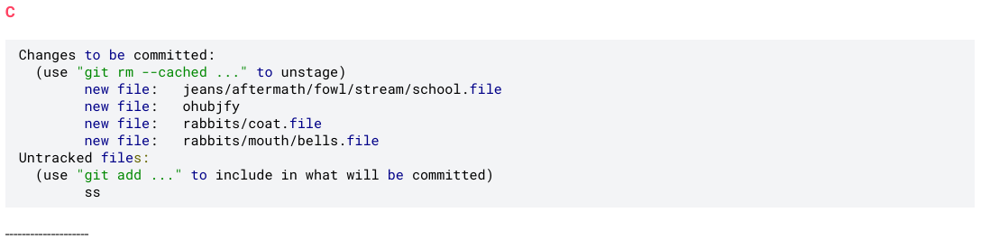 C
Changes to be committed:
(use "git rm --cached ..." to unstage)
new file: jeans/aftermath/fowl/stream/school.file
new file: ohubjfy
new file: rabbits/coat.file
new file: rabbits/mouth/bells.file
Untracked files:
(use "git add ..." to include in what will be committed)
ss
____________________